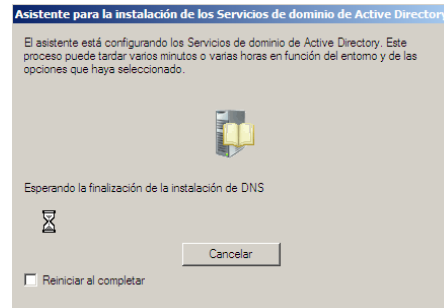 Asistente para la instalación de los Servicios de dominio de Active Director
El asistente está configurando los Servicios de dominio de Active Directory. Este
proceso puede tardar varios minutos o varias horas en función del entorno y de las
opciones que haya seleccionado.
Esperando la finalización de la instalación de DNS
Cancelar
Reiniciar al completar